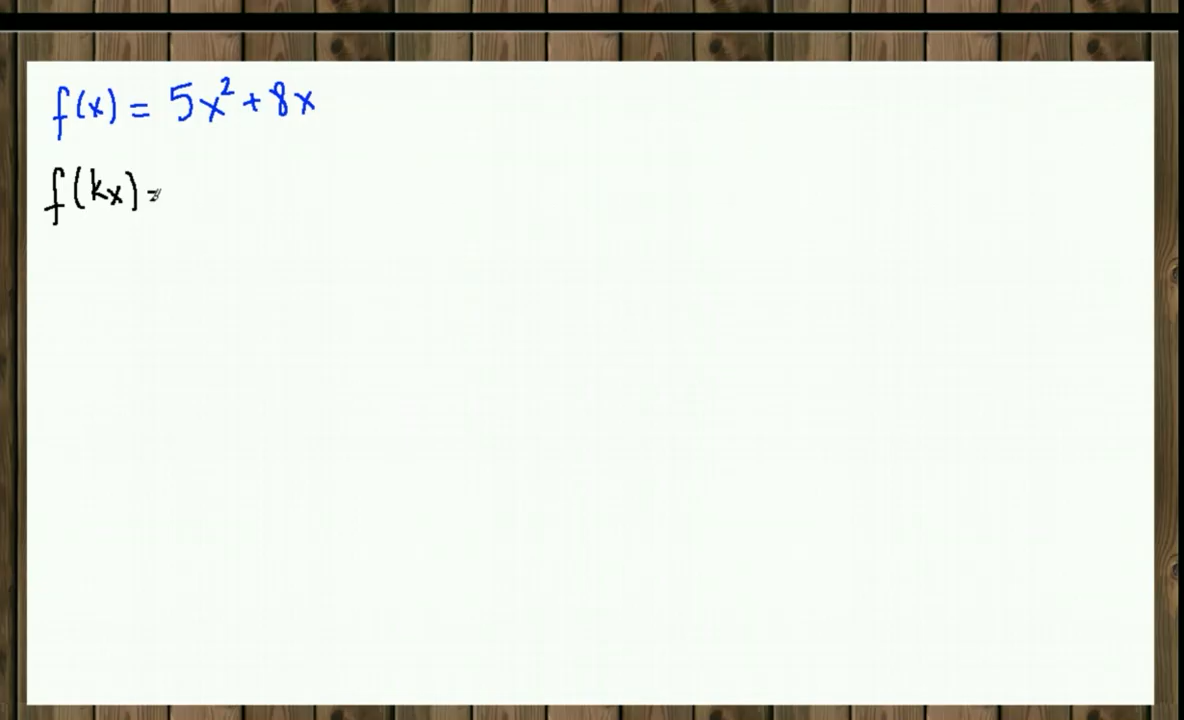 f(x) = 5x² + 8x
f(kx) =